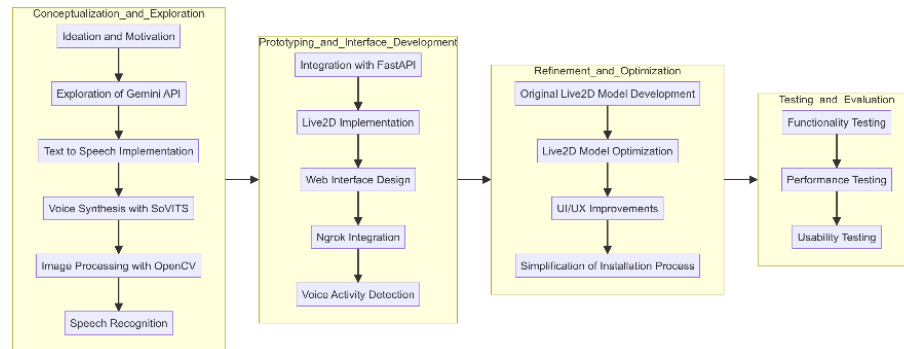 Conceptualization_and_Exploration
Ideation and Motivation
Exploration of Gemini API
Text to Speech Implementation
Voice Synthesis with SoVITS
Image Processing with OpenCV
Speech Recognition
Prototyping_and_Interface_Development
Integration with FastAPI
Live2D Implementation
Web Interface Design
Ngrok Integration
Voice Activity Detection
Refinement_and_Optimization
Original Live2D Model Development
Live2D Model Optimization
UI/UX Improvements
Simplification of Installation Process
Testing_and_Evaluation
Functionality Testing
Performance Testing
Usability Testing